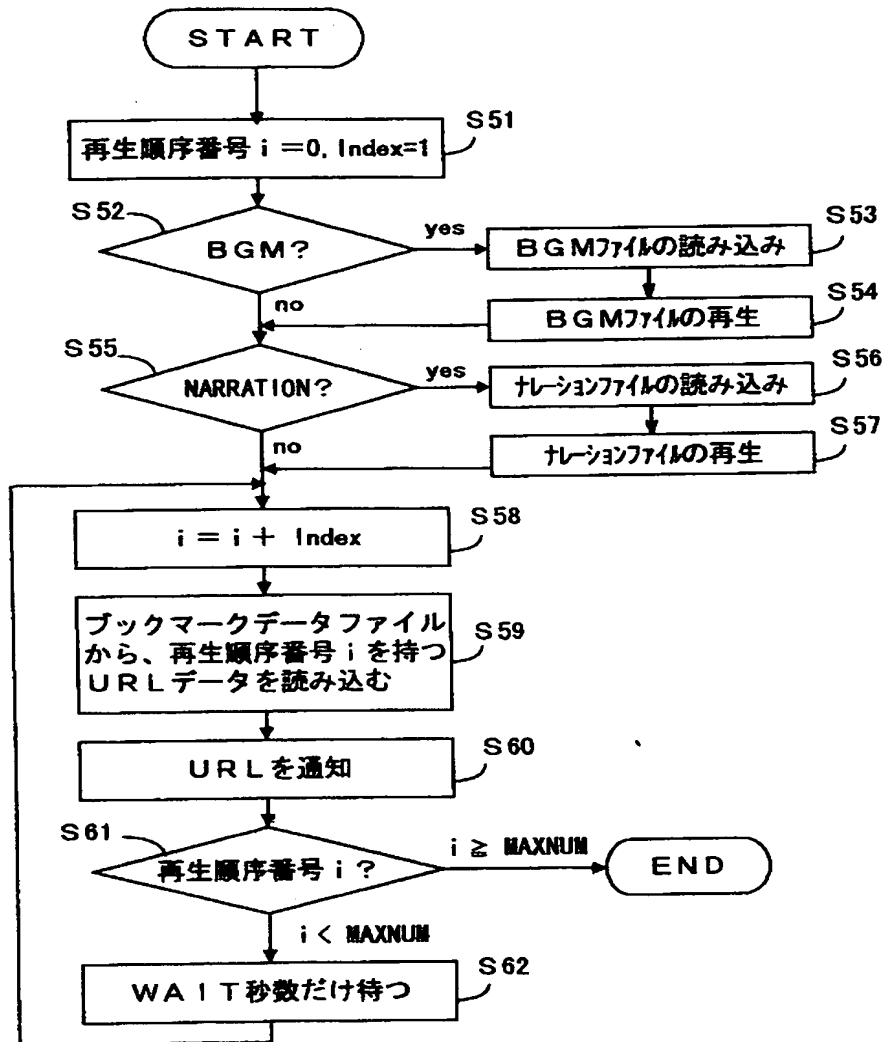 START
S51
再生順序番号 i =0, Index=1
S52
BGM?
yes
S53
BGMファイルの読み込み
no
S54
BGMファイルの再生
S55
NARRATION?
yes
S56
ナレーションファイルの読み込み
no
S57
ナレーションファイルの再生
S58
i = i + Index
S59
ブックマークデータファイル
から、再生順序番号 i を持つ
URLデータを読み込む
S60
URLを通知
S61
再生順序番号 i ?
i ≧ MAXNUM
END
i < MAXNUM
S62
WAIT秒数だけ待つ